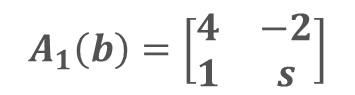 A₁(b) = [4 −2
1 s]